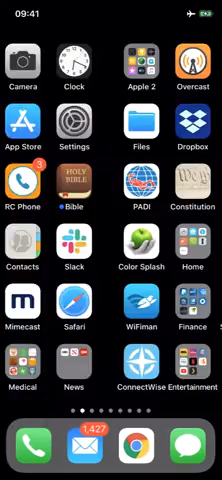 09:41
Camera Clock Apple 2 Overcast
App Store Settings Files Dropbox
3
HOLY BIBLE
RC Phone Bible PADI Constitution
Contacts Slack Color Splash Home
m
Mimecast Safari WiFiman Finance
Medical News ConnectWise Entertainment
1,427